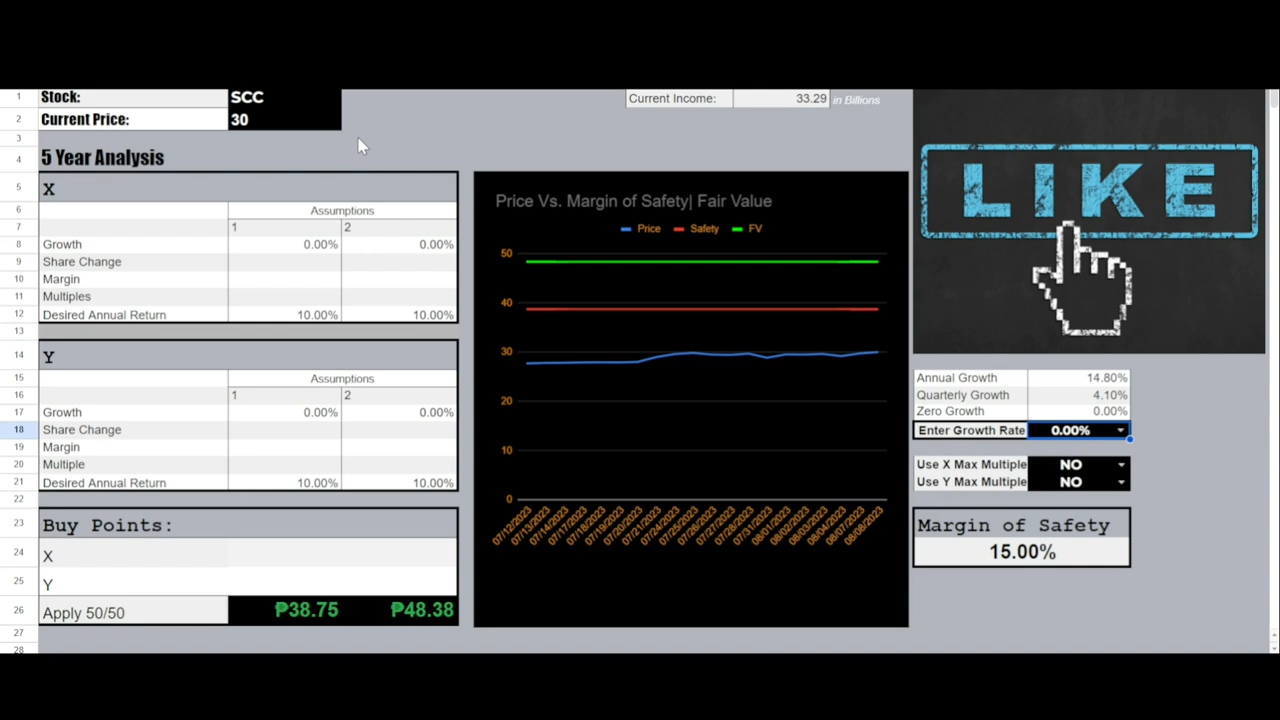 1 Stock: SCC Current Income: 33.29 in Billions
2 Current Price: 30
3
4 5 Year Analysis
5 X
6 Assumptions
7 1 2
8 Growth 0.00% 0.00%
9 Share Change
10 Margin
11 Multiples
12 Desired Annual Return 10.00% 10.00%
13
14 Y
15 Assumptions
16 1 2
17 Growth 0.00% 0.00%
18 Share Change
19 Margin
20 Multiple
21 Desired Annual Return 10.00% 10.00%
22
23 Buy Points:
24 X
25 Y
26 Apply 50/50 ₱38.75 ₱48.38
27
28
Price Vs. Margin of Safety| Fair Value
Price Safety FV
50
40
30
20
10
0
07/12/2023 07/13/2023 07/14/2023 07/17/2023 07/18/2023 07/19/2023 07/20/2023 07/21/2023 07/24/2023 07/25/2023 07/26/2023 07/27/2023 07/28/2023 07/31/2023 08/01/2023 08/02/2023 08/03/2023 08/04/2023 08/07/2023 08/08/2023
LIKE
Annual Growth 14.80%
Quarterly Growth 4.10%
Zero Growth 0.00%
Enter Growth Rate 0.00%
Use X Max Multiple NO
Use Y Max Multiple NO
Margin of Safety
15.00%